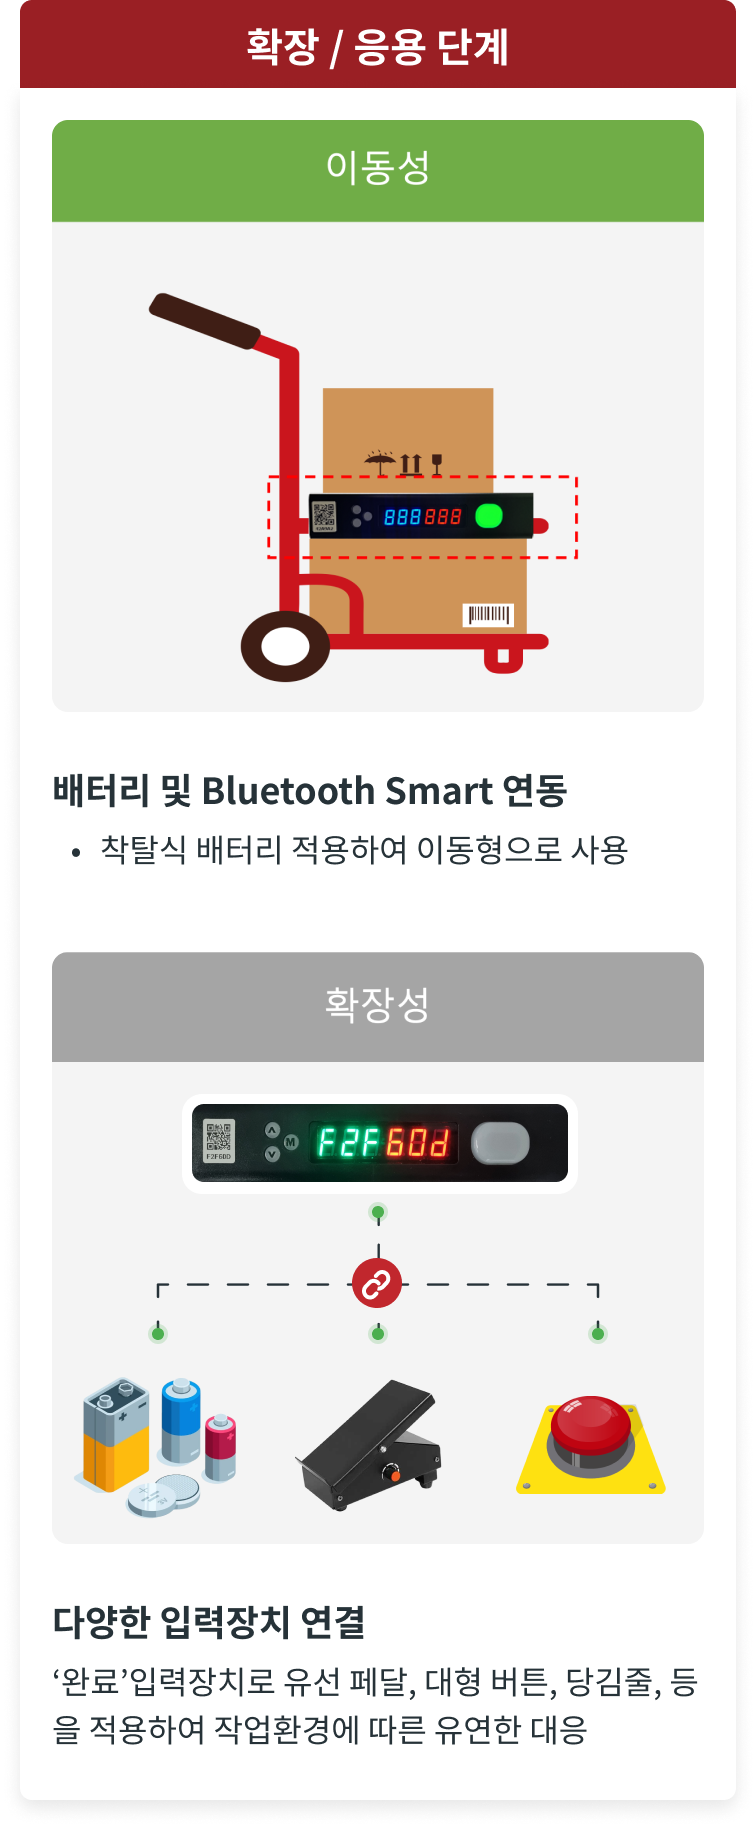 확장 / 응용 단계
이동성
888888
배터리 및 Bluetooth Smart 연동
• 착탈식 배터리 적용하여 이동형으로 사용
확장성
F2F60D
M
F2F60d
다양한 입력장치 연결
‘완료’입력장치로 유선 페달, 대형 버튼, 당김줄, 등
을 적용하여 작업환경에 따른 유연한 대응